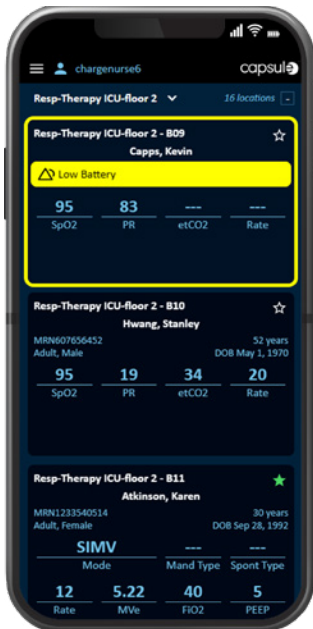 chargenurse6 capsule
Resp-Therapy ICU-floor 2 16 locations -
Resp-Therapy ICU-floor 2 - B09
Capps, Kevin
Low Battery
95 83 --- ---
SpO2 PR etCO2 Rate
Resp-Therapy ICU-floor 2 - B10
Hwang, Stanley
MRN607656452 52 years
Adult, Male DOB May 1, 1970
95 19 34 20
SpO2 PR etCO2 Rate
Resp-Therapy ICU-floor 2 - B11
Atkinson, Karen
MRN1233540514 30 years
Adult, Female DOB Sep 28, 1992
SIMV --- ---
Mode Mand Type Spont Type
12 5.22 40 5
Rate MVe FiO2 PEEP